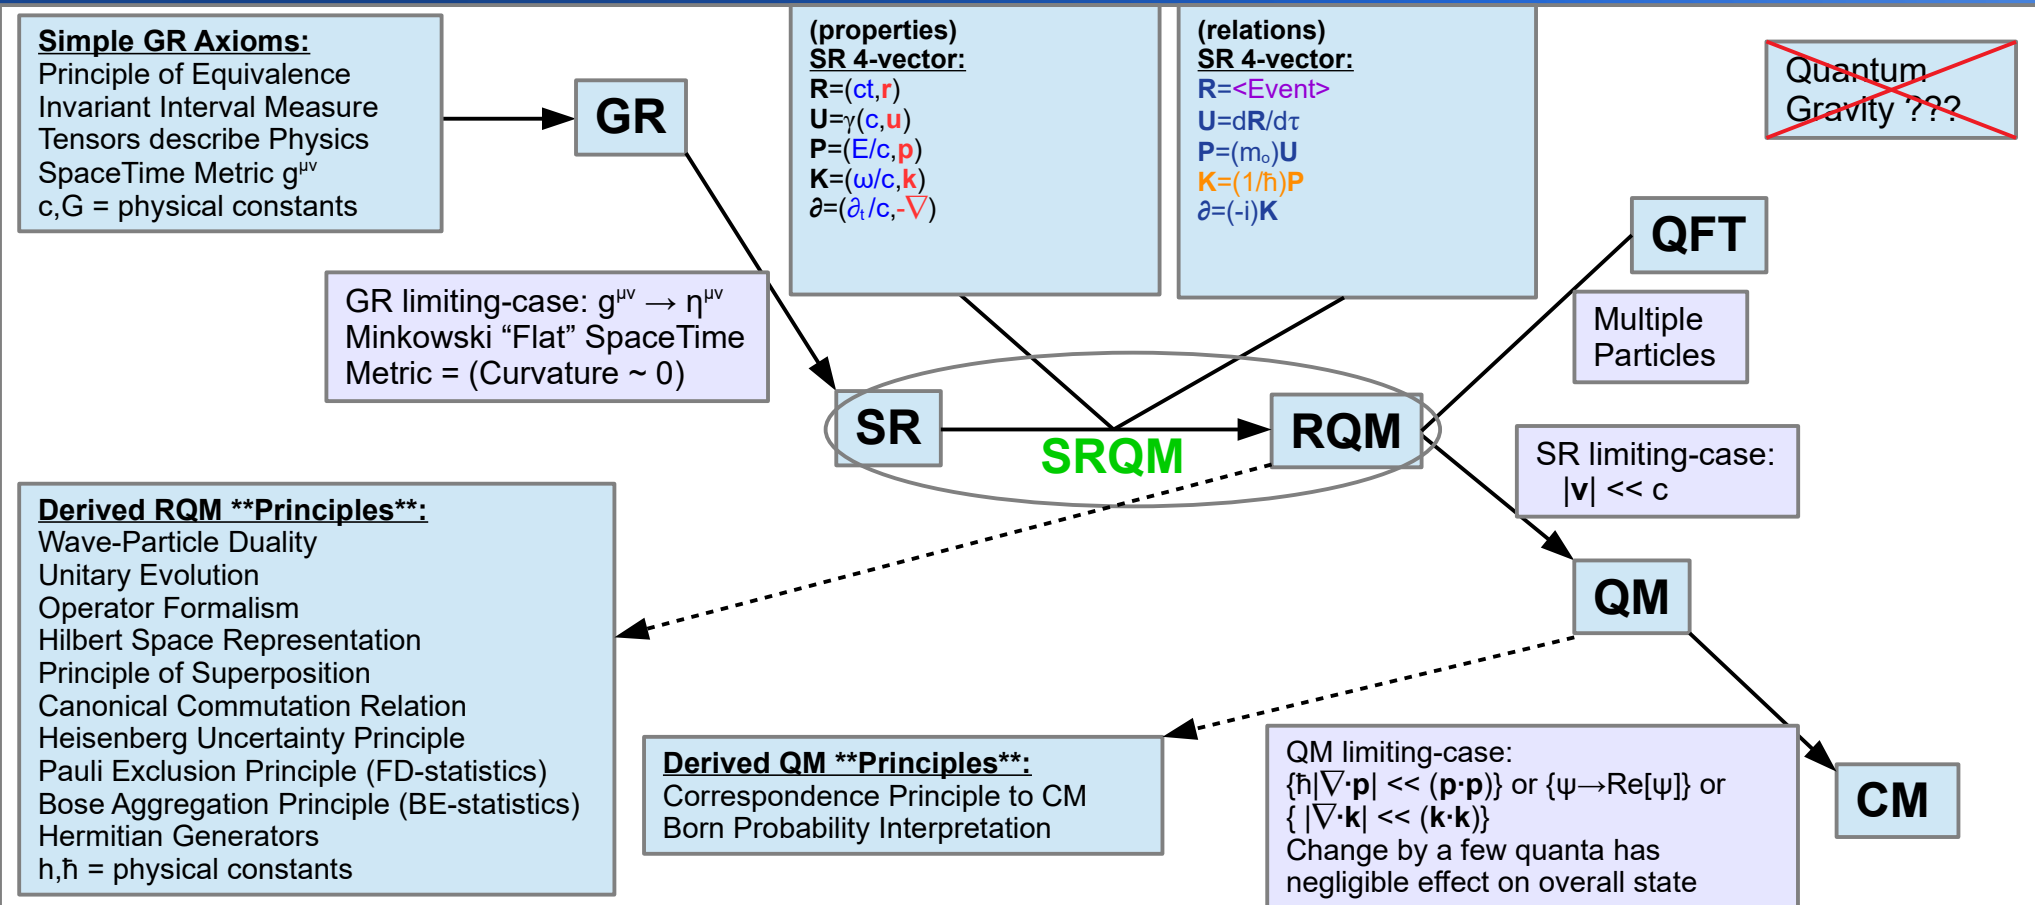 Simple GR Axioms:
Principle of Equivalence
Invariant Interval Measure
Tensors describe Physics
SpaceTime Metric gᵘᵛ
c,G = physical constants
GR
(properties)
SR 4-vector:
R=(ct,r)
U=γ(c,u)
P=(E/c,p)
K=(ω/c,k)
∂=(∂ₜ/c,-∇)
(relations)
SR 4-vector:
R=<Event>
U=dR/dτ
P=(mₒ)U
K=(1/ħ)P
∂=(-i)K
Quantum
Gravity ???
QFT
Multiple
Particles
GR limiting-case: gᵘᵛ → ηᵘᵛ
Minkowski “Flat” SpaceTime
Metric = (Curvature ~ 0)
SR
SRQM
RQM
SR limiting-case:
|v| << c
QM
Derived RQM **Principles**:
Wave-Particle Duality
Unitary Evolution
Operator Formalism
Hilbert Space Representation
Principle of Superposition
Canonical Commutation Relation
Heisenberg Uncertainty Principle
Pauli Exclusion Principle (FD-statistics)
Bose Aggregation Principle (BE-statistics)
Hermitian Generators
h,ħ = physical constants
Derived QM **Principles**:
Correspondence Principle to CM
Born Probability Interpretation
QM limiting-case:
{ħ|∇·p| << (p·p)} or {ψ→Re[ψ]} or
{ |∇·k| << (k·k)}
Change by a few quanta has
negligible effect on overall state
CM